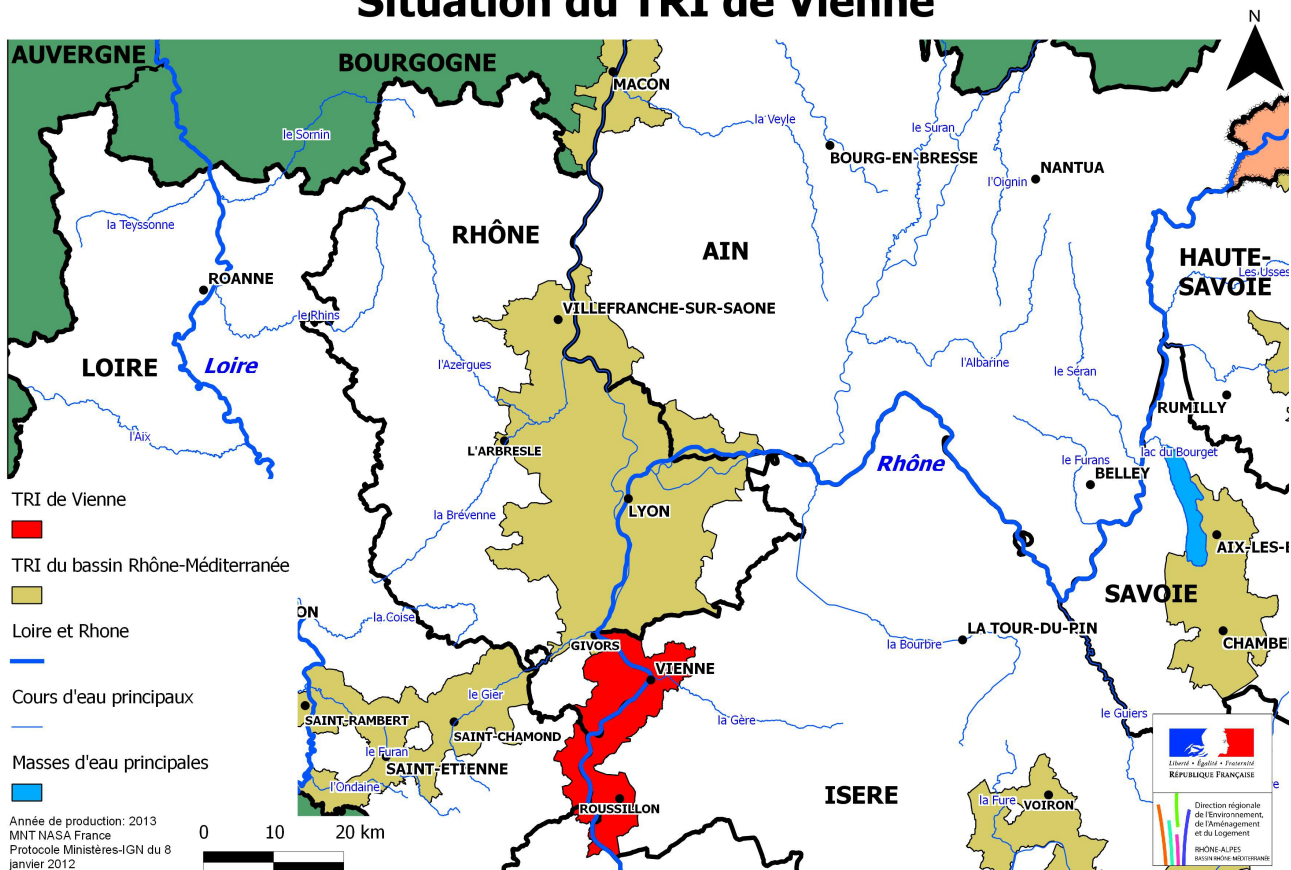 Situation du TRI de Vienne
N
AUVERGNE
BOURGOGNE
MACON
la Veyle
le Sornin
le Suran
BOURG-EN-BRESSE
NANTUA
l'Oignin
la Teyssonne
RHÔNE
AIN
HAUTE-
SAVOIE
Les Usses
ROANNE
le Rhins
VILLEFRANCHE-SUR-SAONE
LOIRE
Loire
l'Azergues
l'Albarine
le Séran
RUMILLY
l'Aix
L'ARBRESLE
Rhône
lac du Bourget
le Furans
BELLEY
LYON
la Brévenne
AIX-LES-B
TRI de Vienne
TRI du bassin Rhône-Méditerranée
Loire et Rhone
Cours d'eau principaux
Masses d'eau principales
Année de production: 2013
MNT NASA France
Protocole Ministères-IGN du 8
janvier 2012
0 10 20 km
ON
la Coise
SAVOIE
GIVORS
LA TOUR-DU-PIN
la Bourbre
CHAMBE
VIENNE
le Gier
la Gère
le Guiers
SAINT-RAMBERT
SAINT-CHAMOND
le Furan
SAINT-ETIENNE
l'Ondaine
ROUSSILLON
ISERE
la Fure
VOIRON
Liberté • Égalité • Fraternité
RÉPUBLIQUE FRANÇAISE
Direction régionale
de l'Environnement,
de l'Aménagement
et du Logement
RHÔNE-ALPES
BASSIN RHÔNE-MÉDITERRANÉE